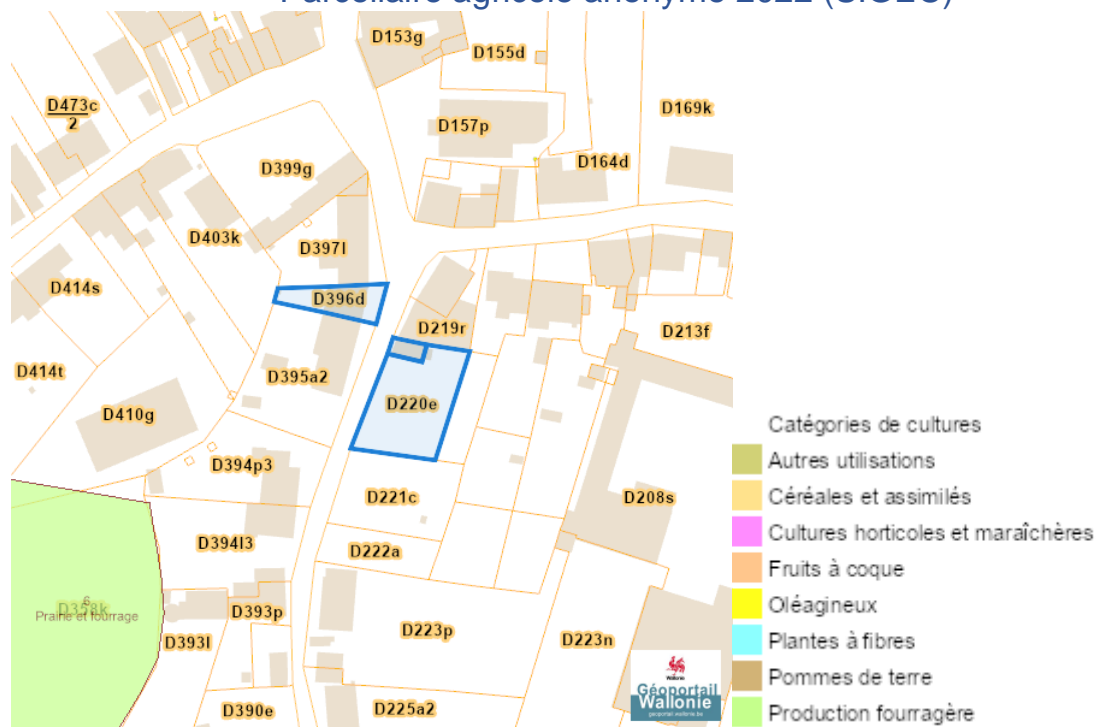 Parcellaire agricole anonyme 2022 (SIGEC)
D153g
D155d
D473c
2
D157p
D169k
D399g
D164d
D403k
D397l
D414s
D396d
D219r
D213f
D414t
D395a2
D220e
D410g
D394p3
D221c
D208s
D394l3
D222a
6
D358k
Prairie et fourrage
D393p
D393l
D223p
D223n
D390e
D225a2
Wallonie
Géoportail
Wallonie
geoportail.wallonie.be
Catégories de cultures
Autres utilisations
Céréales et assimilés
Cultures horticoles et maraîchères
Fruits à coque
Oléagineux
Plantes à fibres
Pommes de terre
Production fourragère